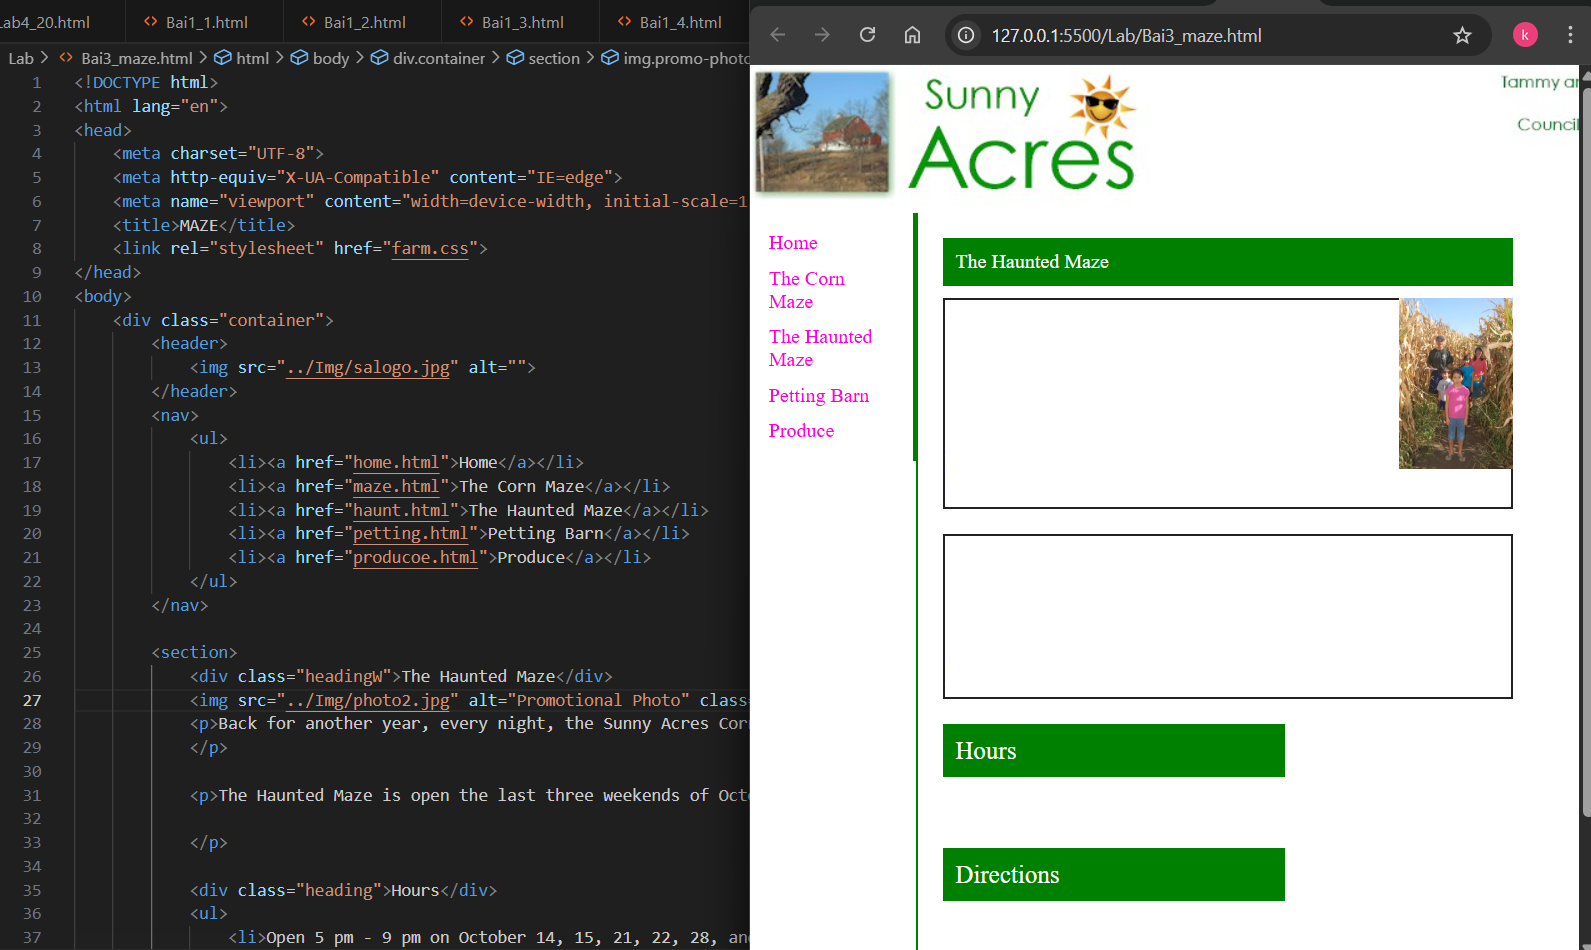 Lab4_20.html
Bai1_1.html
Bai1_2.html
Bai1_3.html
Bai1_4.html
Lab > Bai3_maze.html > html > body > div.container > section > img.promo-photo
1 <!DOCTYPE html>
2 <html lang="en">
3 <head>
4 <meta charset="UTF-8">
5 <meta http-equiv="X-UA-Compatible" content="IE=edge">
6 <meta name="viewport" content="width=device-width, initial-scale=1
7 <title>MAZE</title>
8 <link rel="stylesheet" href="farm.css">
9 </head>
10 <body>
11 <div class="container">
12 <header>
13 <img src="../Img/salogo.jpg" alt="">
14 </header>
15 <nav>
16 <ul>
17 <li><a href="home.html">Home</a></li>
18 <li><a href="maze.html">The Corn Maze</a></li>
19 <li><a href="haunt.html">The Haunted Maze</a></li>
20 <li><a href="petting.html">Petting Barn</a></li>
21 <li><a href="producoe.html">Produce</a></li>
22 </ul>
23 </nav>
24
25 <section>
26 <div class="headingW">The Haunted Maze</div>
27 <img src="../Img/photo2.jpg" alt="Promotional Photo" class=
28 <p>Back for another year, every night, the Sunny Acres Cor
29 </p>
30
31 <p>The Haunted Maze is open the last three weekends of Octo
32
33 </p>
34
35 <div class="heading">Hours</div>
36 <ul>
37 <li>Open 5 pm - 9 pm on October 14, 15, 21, 22, 28, an
127.0.0.1:5500/Lab/Bai3_maze.html
k
Sunny
Acres
Tammy ar
Council
Home
The Corn
Maze
The Haunted
Maze
Petting Barn
Produce
The Haunted Maze
Hours
Directions